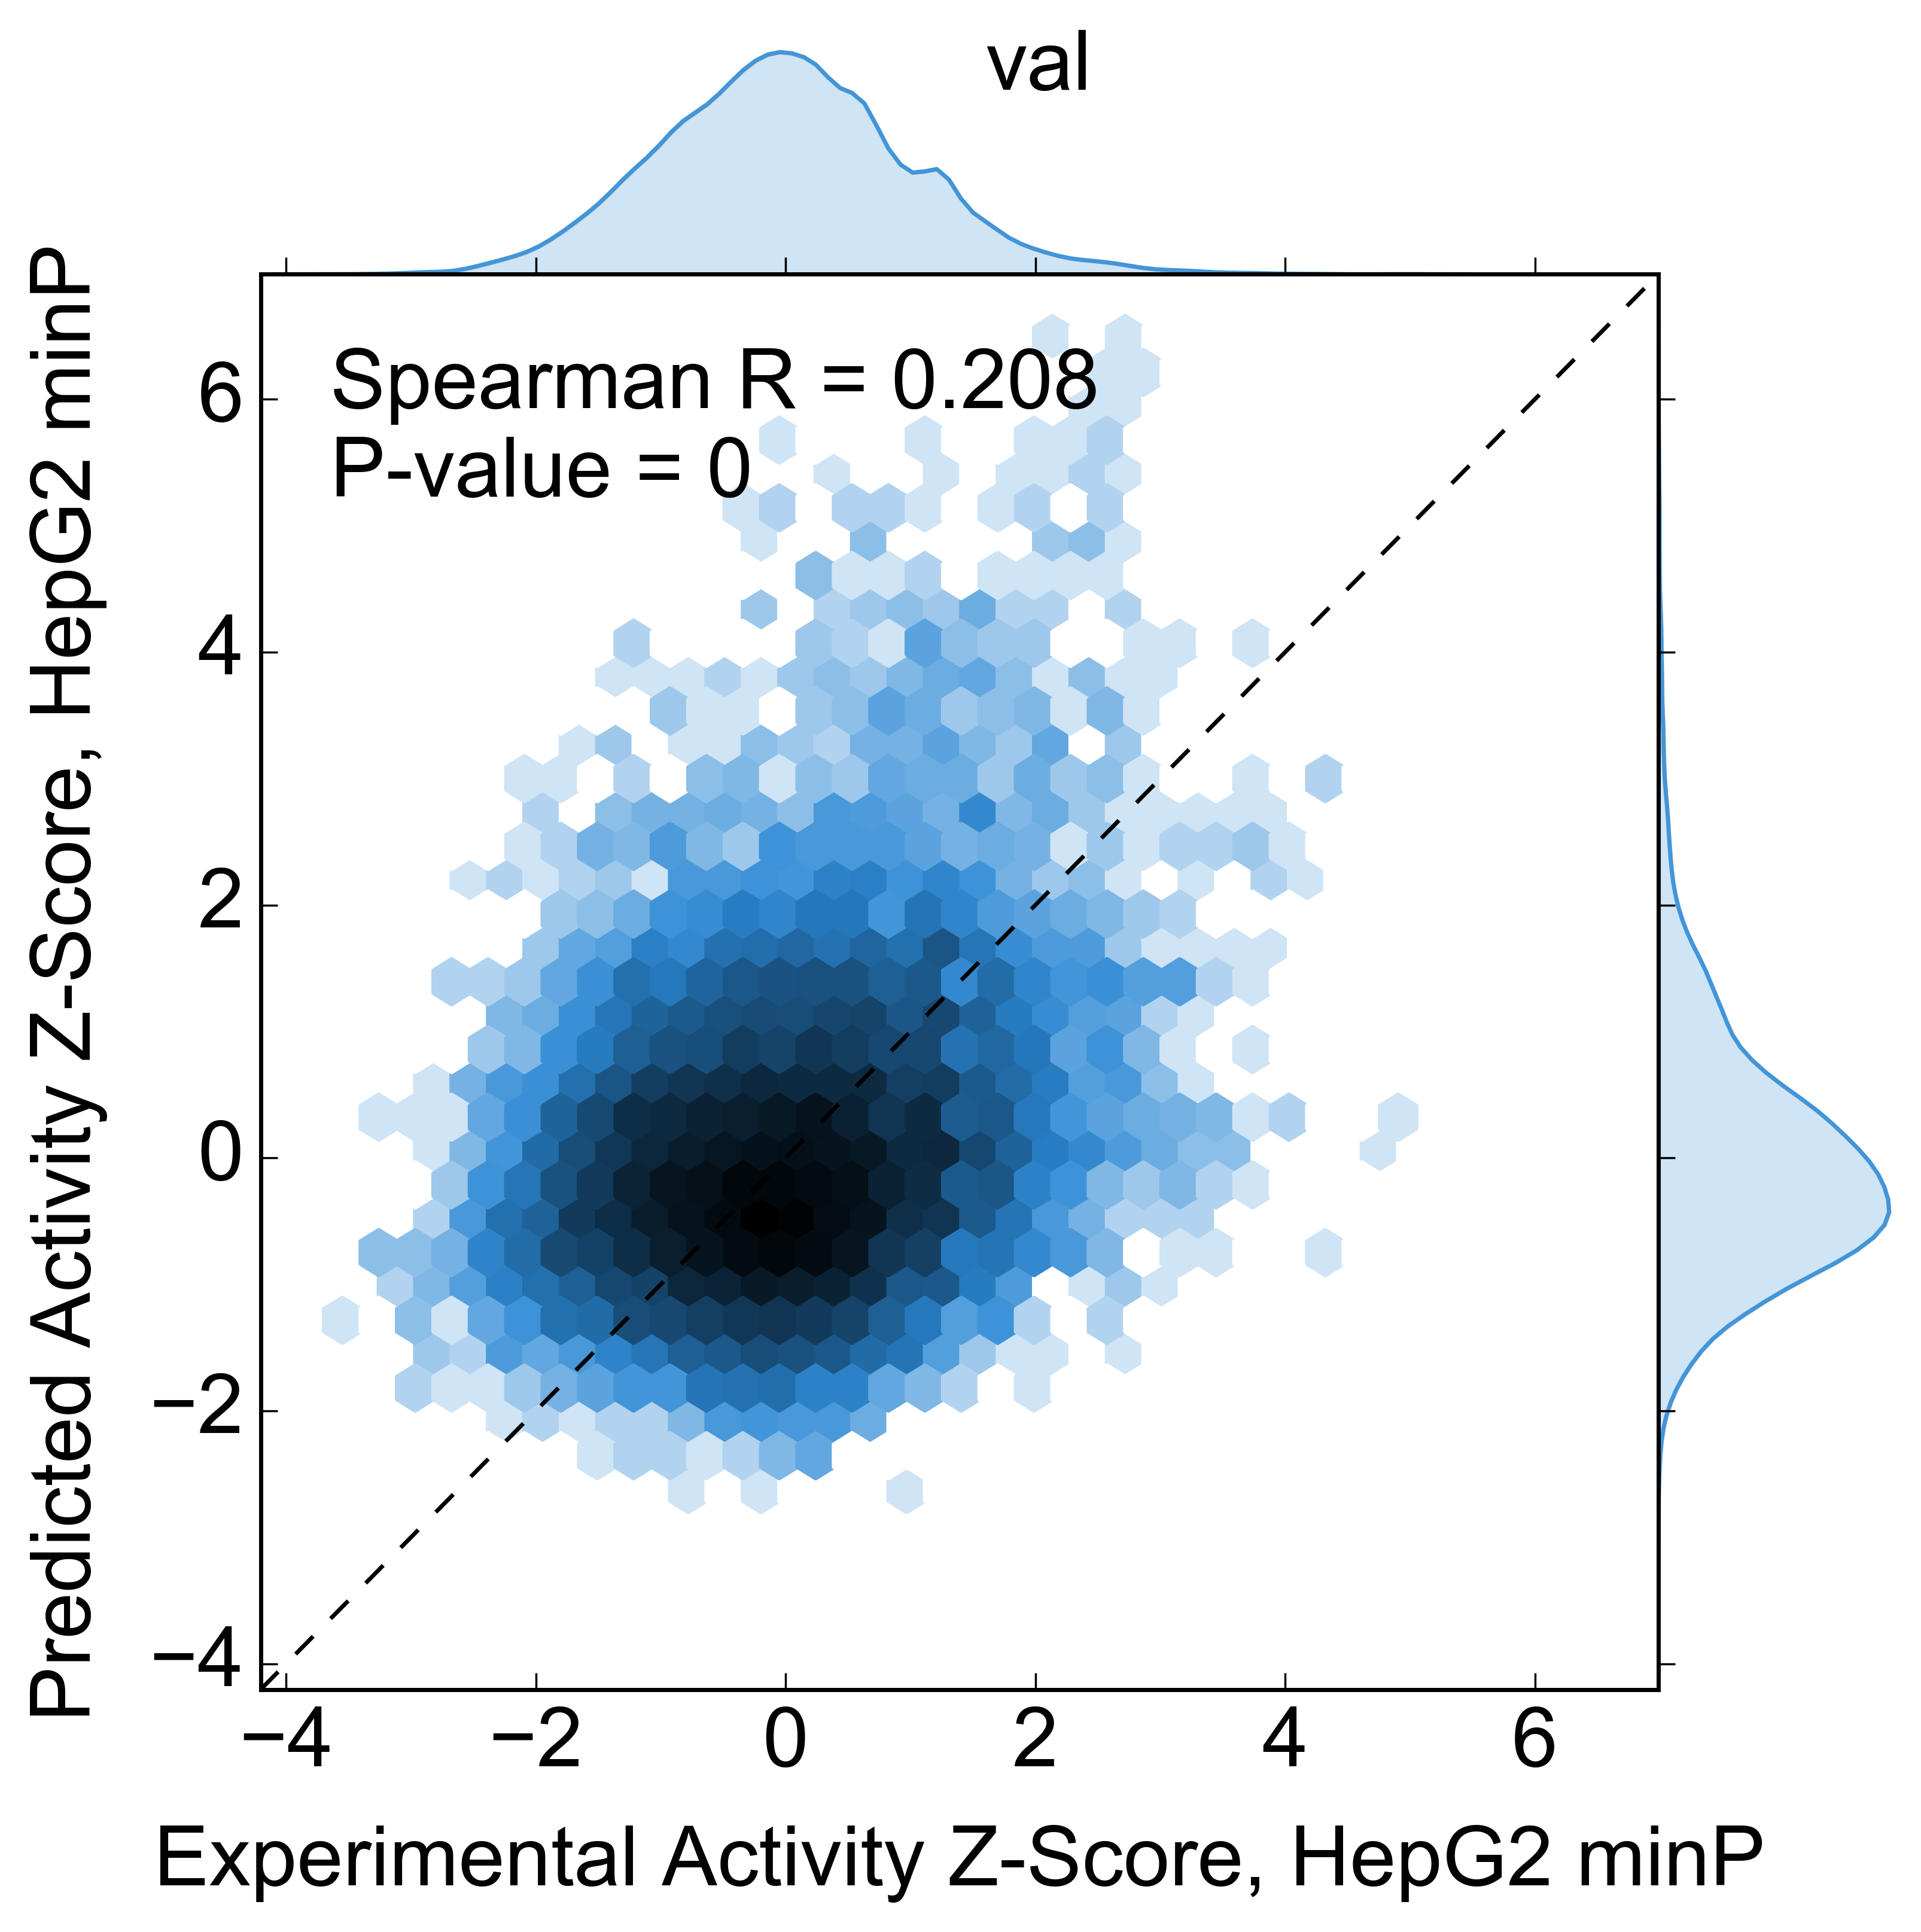 val
Spearman R = 0.208
P-value = 0
Predicted Activity Z-Score, HepG2 minP
6
4
2
0
−2
−4
−4 −2 0 2 4 6
Experimental Activity Z-Score, HepG2 minP